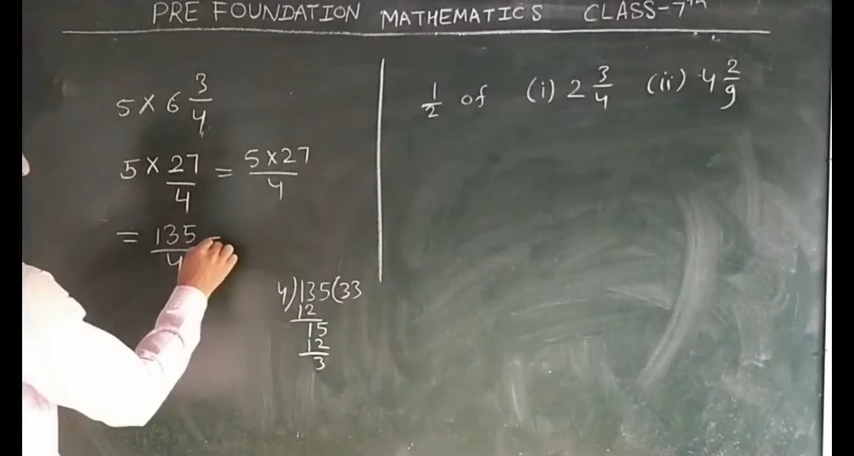 PRE FOUNDATION MATHEMATICS CLASS-7th
5 × 6 3/4
5 × 27/4 = 5×27/4
= 135/4 =
4)135(33
12
15
12
3
1/2 of (i) 2 3/4 (ii) 4 2/9